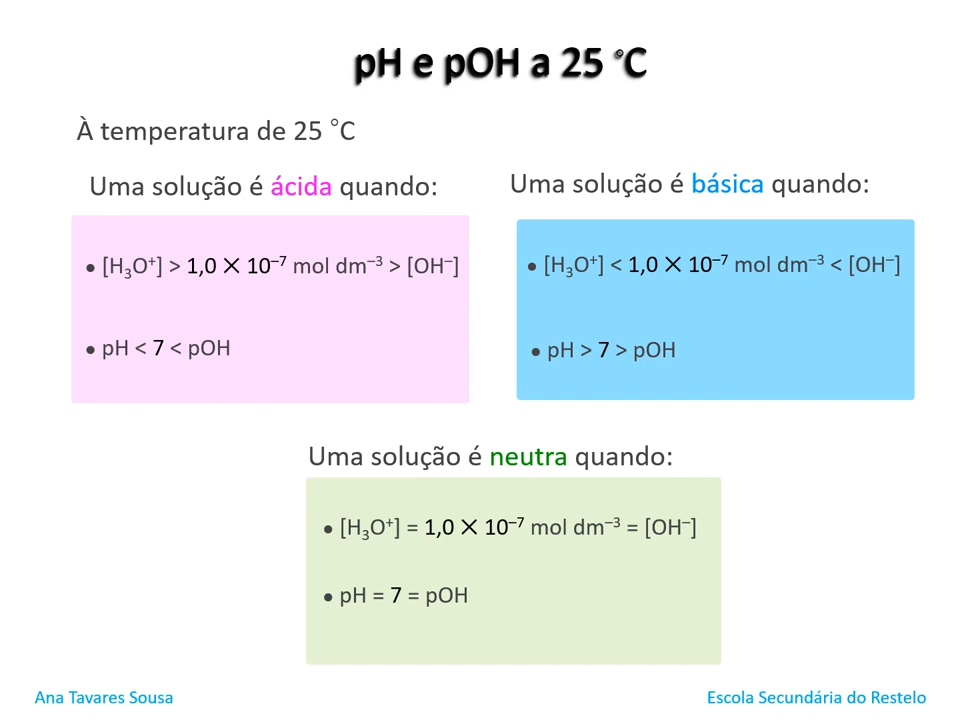 pH e pOH a 25 °C
À temperatura de 25 °C
Uma solução é ácida quando:
• [H₃O⁺] > 1,0 × 10⁻⁷ mol dm⁻³ > [OH⁻]
• pH < 7 < pOH
Uma solução é básica quando:
• [H₃O⁺] < 1,0 × 10⁻⁷ mol dm⁻³ < [OH⁻]
• pH > 7 > pOH
Uma solução é neutra quando:
• [H₃O⁺] = 1,0 × 10⁻⁷ mol dm⁻³ = [OH⁻]
• pH = 7 = pOH
Ana Tavares Sousa
Escola Secundária do Restelo